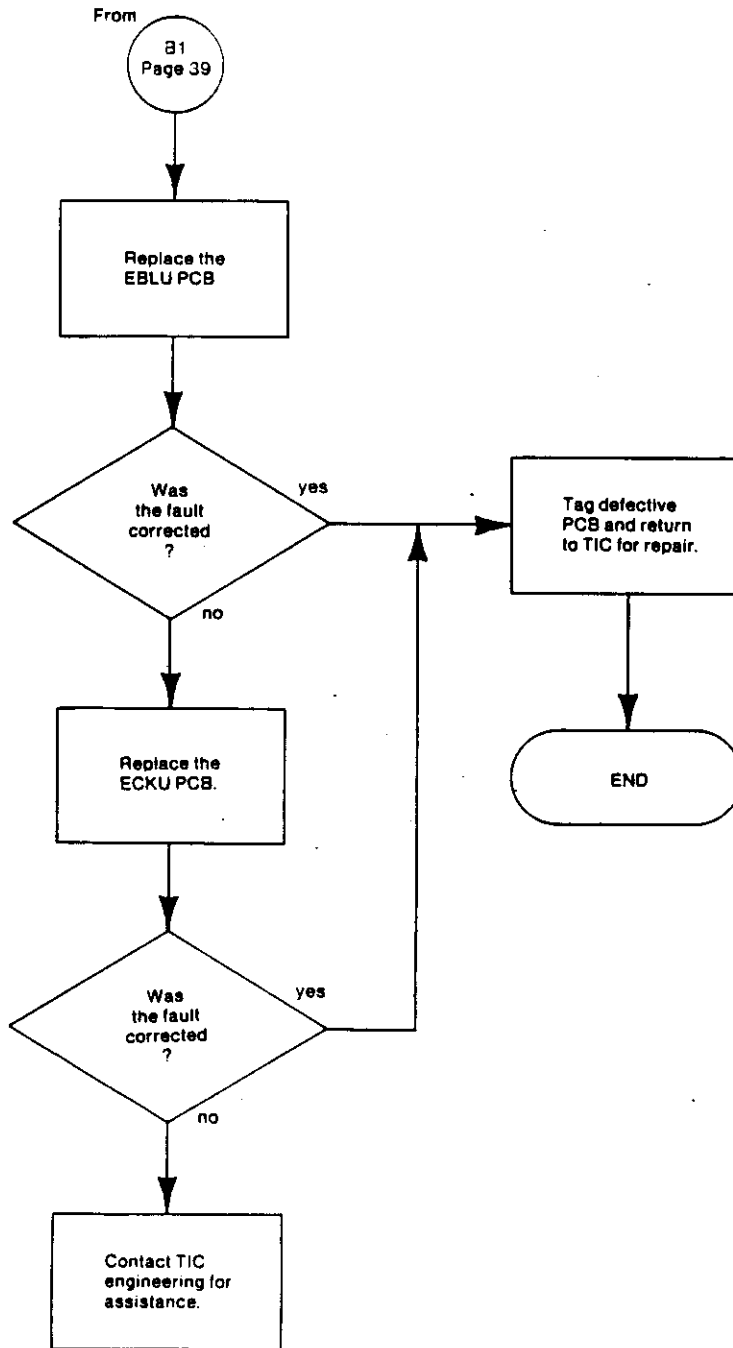 From
B1
Page 39
Replace the
EBLU PCB
Was
the fault
corrected
?
yes
no
Tag defective
PCB and return
to TIC for repair.
END
Replace the
ECKU PCB.
Was
the fault
corrected
?
yes
no
Contact TIC
engineering for
assistance.